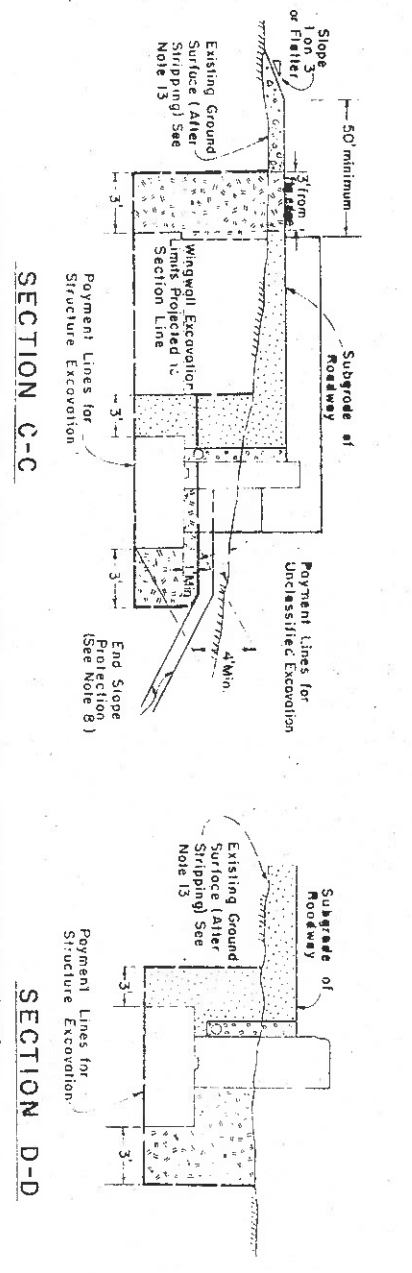 Slope
1 on 3
or Flatter
50' minimum
3' from
edge
Existing Ground
Surface (After
Stripping) See
Note 13
Subgrade of
Roadway
Wingwall Excavation
Limits Projected
Section Line
Payment Lines for
Unclassified Excavation
3'
3'
3'
Min.
4' Min.
Payment Lines for
Structure Excavation
End Slope
Protection
(See Note 8)
SECTION C-C
Subgrade of
Roadway
Existing Ground
Surface (After
Stripping) See
Note 13
3'
3'
Payment Lines for
Structure Excavation
SECTION D-D